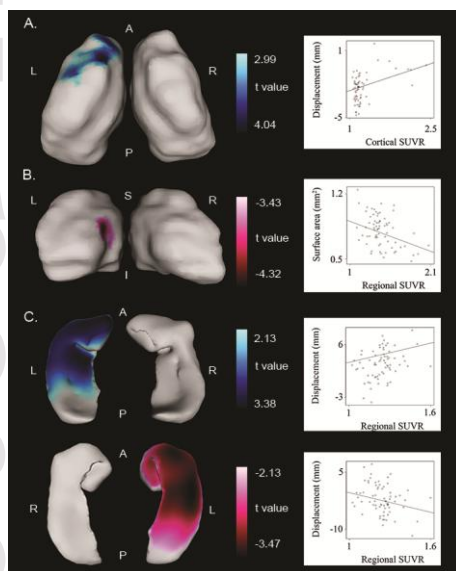 A.
A
L
R
P
2.99
t value
4.04
Displacement (mm)
1
-5
1
2.5
Cortical SUVR
B.
L
S
R
I
-3.43
t value
-4.32
Surface area (mm²)
1.2
0.5
1
2.1
Regional SUVR
C.
A
L
R
P
2.13
t value
3.38
Displacement (mm)
6
-3
1
1.6
Regional SUVR
A
R
L
P
-2.13
t value
-3.47
Displacement (mm)
5
-10
1
1.6
Regional SUVR